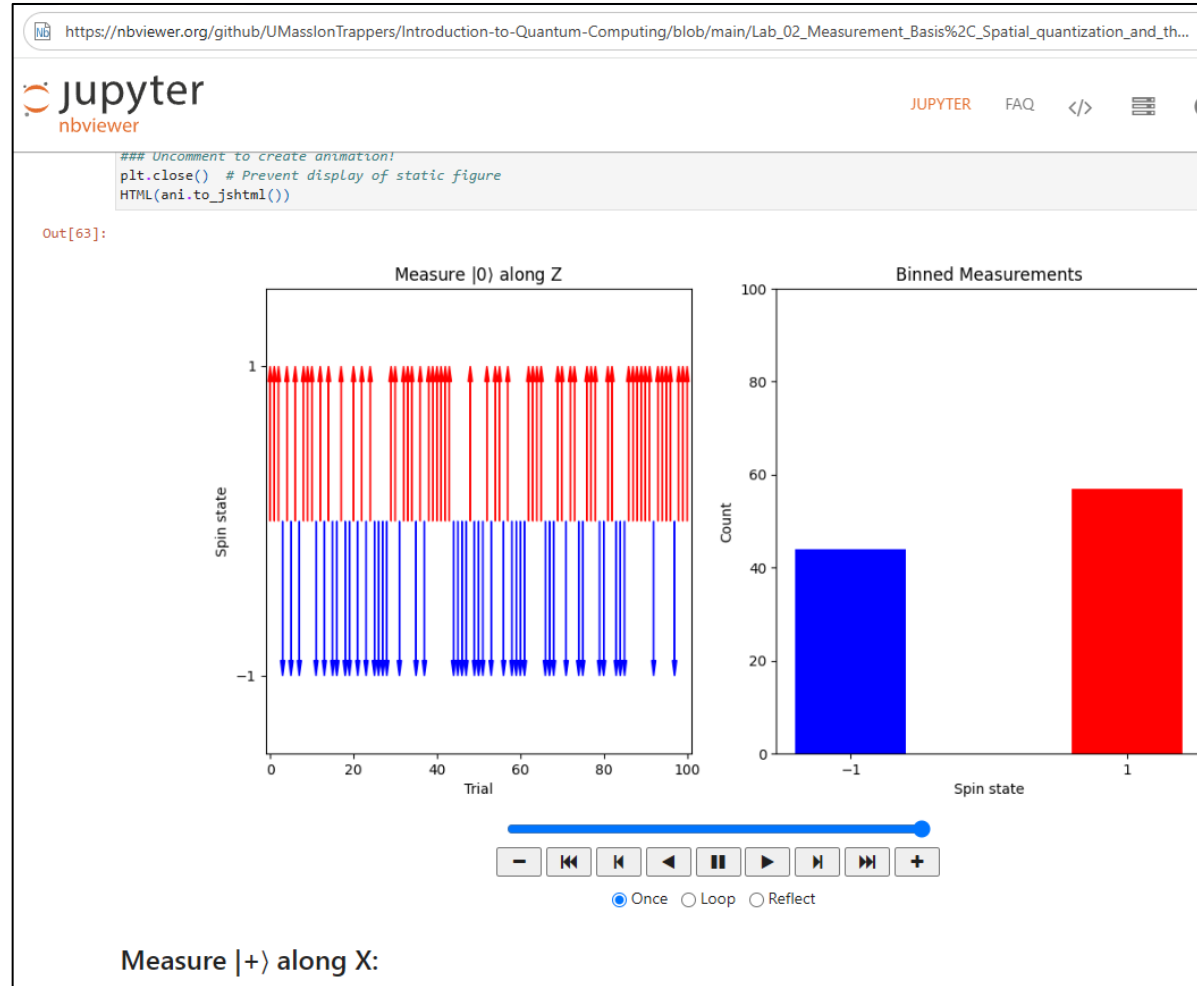 https://nbviewer.org/github/UMassIonTrappers/Introduction-to-Quantum-Computing/blob/main/Lab_02_Measurement_Basis%2C_Spatial_quantization_and_th...
jupyter
nbviewer
JUPYTER FAQ </>
### Uncomment to create animation!
plt.close()  # Prevent display of static figure
HTML(ani.to_jshtml())
Out[63]:
Measure |0⟩ along Z
Spin state
1
−1
0 20 40 60 80 100
Trial
Binned Measurements
Count
100
80
60
40
20
0
−1 1
Spin state
Once Loop Reflect
Measure |+⟩ along X: